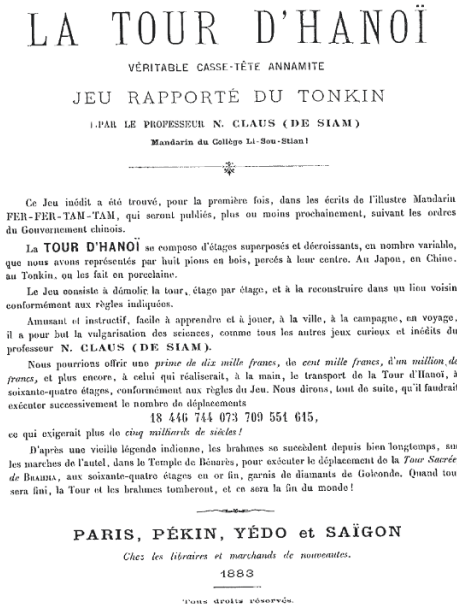 LA TOUR D'HANOÏ
VÉRITABLE CASSE-TÊTE ANNAMITE
JEU RAPPORTÉ DU TONKIN
PAR LE PROFESSEUR N. CLAUS (DE SIAM)
Mandarin du Collège Li-Sou-Stian!
Ce Jeu inédit a été trouvé, pour la première fois, dans les écrits de l'illustre Mandarin
FER-FER-TAM-TAM, qui seront publiés, plus ou moins prochainement, suivant les ordres
du Gouvernement chinois.
La TOUR D'HANOÏ se compose d'étages superposés et décroissants, en nombre variable,
que nous avons représentés par huit pions en bois, percés à leur centre. Au Japon, en Chine,
au Tonkin, on les fait en porcelaine.
Le Jeu consiste à démolir la tour, étage par étage, et à la reconstruire dans un lieu voisin
conformément aux règles indiquées.
Amusant et instructif, facile à apprendre et à jouer, à la ville, à la campagne, en voyage,
il a pour but la vulgarisation des sciences, comme tous les autres jeux curieux et inédits du
professeur N. CLAUS (DE SIAM).
Nous pourrions offrir une prime de dix mille francs, de cent mille francs, d'un million de
francs, et plus encore, à celui qui réaliserait, à la main, le transport de la Tour d'Hanoï, à
soixante-quatre étages, conformément aux règles du Jeu. Nous dirons, tout de suite, qu'il faudrait
exécuter successivement le nombre de déplacements
18 446 744 073 709 551 615,
ce qui exigerait plus de cinq milliards de siècles!
D'après une vieille légende indienne, les brahmes se succèdent depuis bien longtemps, su
les marches de l'autel, dans le Temple de Bénarès, pour exécuter le déplacement de la Tour Sacrée
de BRAHMA, aux soixante-quatre étages en or fin, garnis de diamants de Golconde. Quand tou
sera fini, la Tour et les brahmes tomberont, et ce sera la fin du monde!
PARIS, PÉKIN, YÉDO et SAÏGON
Chez les libraires et marchands de nouveautés.
1883
Tous droits réservés.